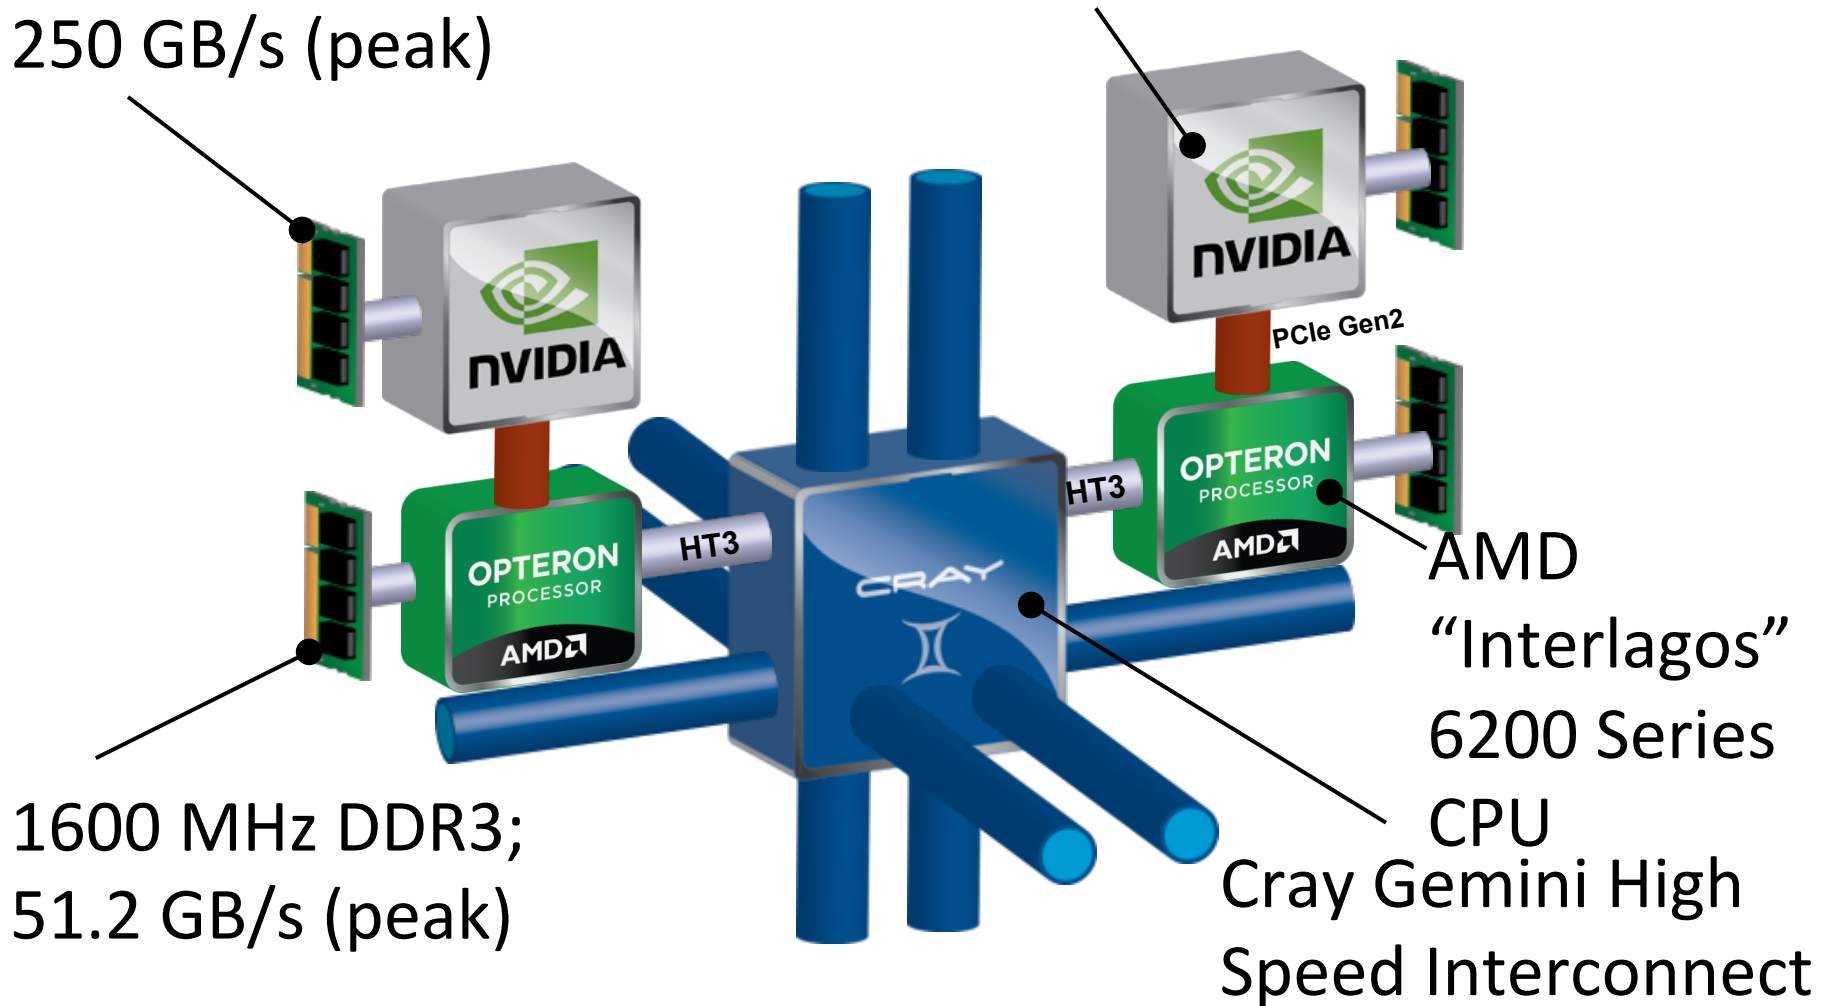 250 GB/s (peak)
NVIDIA
PCIe Gen2
NVIDIA
OPTERON
PROCESSOR
AMD
HT3
HT3
OPTERON
PROCESSOR
AMD
CRAY
AMD
“Interlagos”
6200 Series
CPU
1600 MHz DDR3;
51.2 GB/s (peak)
Cray Gemini High
Speed Interconnect